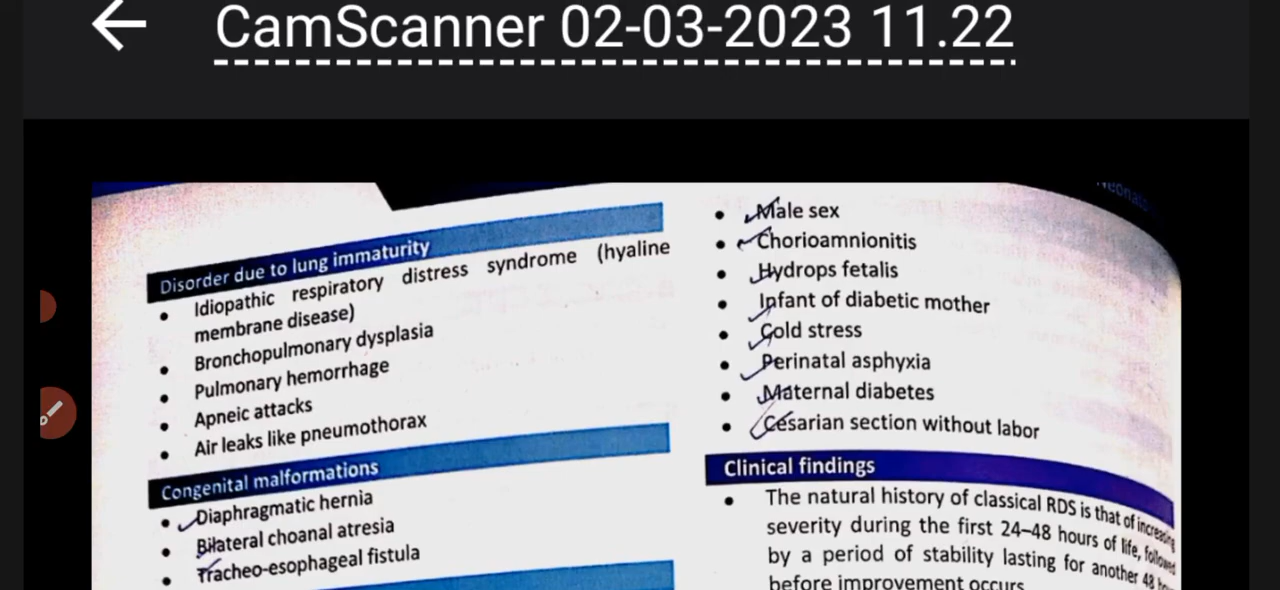 CamScanner 02-03-2023 11.22
Disorder due to lung immaturity
• Idiopathic respiratory distress syndrome (hyaline
membrane disease)
• Bronchopulmonary dysplasia
• Pulmonary hemorrhage
• Apneic attacks
• Air leaks like pneumothorax
Congenital malformations
• Diaphragmatic hernia
• Bilateral choanal atresia
• Tracheo-esophageal fistula
• Male sex
• Chorioamnionitis
• Hydrops fetalis
• Infant of diabetic mother
• Cold stress
• Perinatal asphyxia
• Maternal diabetes
• Cesarian section without labor
Clinical findings
• The natural history of classical RDS is that of increasing
severity during the first 24–48 hours of life, followed
by a period of stability lasting for another 48
before improvement occurs